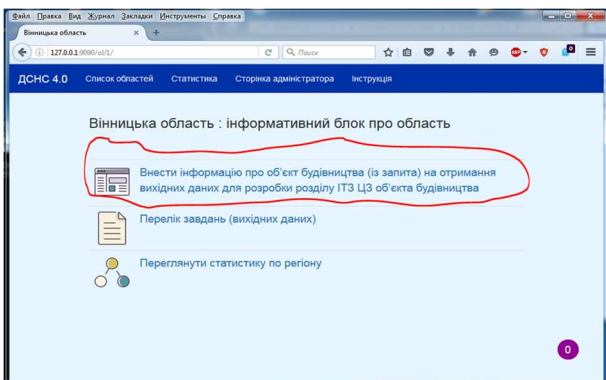 Файл Правка Вид Журнал Закладки Инструменты Справка
Вінницька область × +
127.0.0.1:9090/ol/1/ Поиск ABP 0
ДСНС 4.0 Список областей Статистика Сторінка адміністратора Інструкція
Вінницька область : інформативний блок про область
Внести інформацію про об'єкт будівництва (із запита) на отримання
вихідних даних для розробки розділу ІТЗ ЦЗ об'єкта будівництва
Перелік завдань (вихідних даних)
Переглянути статистику по регіону
0